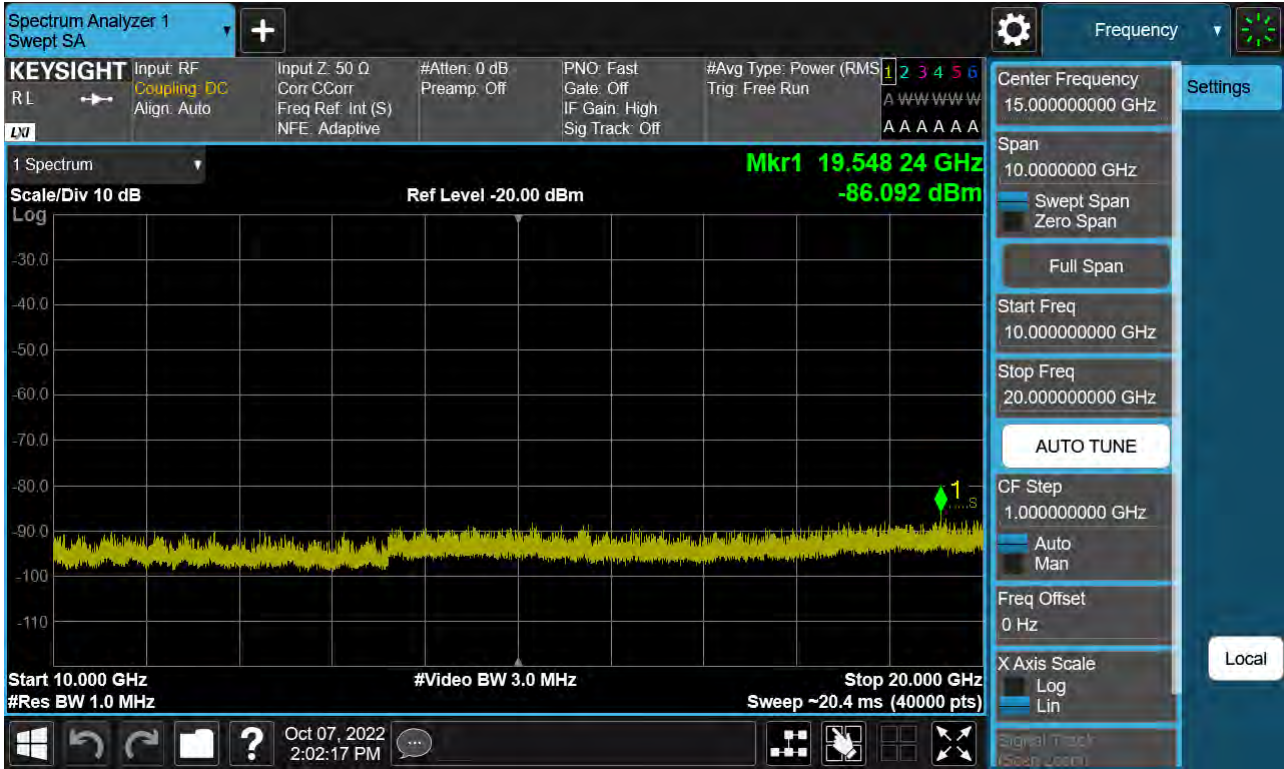 Spectrum Analyzer 1
Swept SA
Frequency
KEYSIGHT
RL
LXI
Input: RF
Coupling: DC
Align: Auto
Input Z: 50 Ω
Corr CCorr
Freq Ref: Int (S)
NFE: Adaptive
#Atten: 0 dB
Preamp: Off
PNO: Fast
Gate: Off
IF Gain: High
Sig Track: Off
#Avg Type: Power (RMS
Trig: Free Run
1 2 3 4 5 6
A W W W W W
A A A A A A
1 Spectrum
Scale/Div 10 dB
Ref Level -20.00 dBm
Mkr1 19.548 24 GHz
-86.092 dBm
Log
-30.0
-40.0
-50.0
-60.0
-70.0
-80.0
-90.0
-100
-110
1
S
Start 10.000 GHz
#Video BW 3.0 MHz
Stop 20.000 GHz
#Res BW 1.0 MHz
Sweep ~20.4 ms (40000 pts)
Center Frequency
15.000000000 GHz
Settings
Span
10.0000000 GHz
Swept Span
Zero Span
Full Span
Start Freq
10.000000000 GHz
Stop Freq
20.000000000 GHz
AUTO TUNE
CF Step
1.000000000 GHz
Auto
Man
Freq Offset
0 Hz
X Axis Scale
Log
Lin
Local
Signal Track
(Span Zoom)
?
Oct 07, 2022
2:02:17 PM